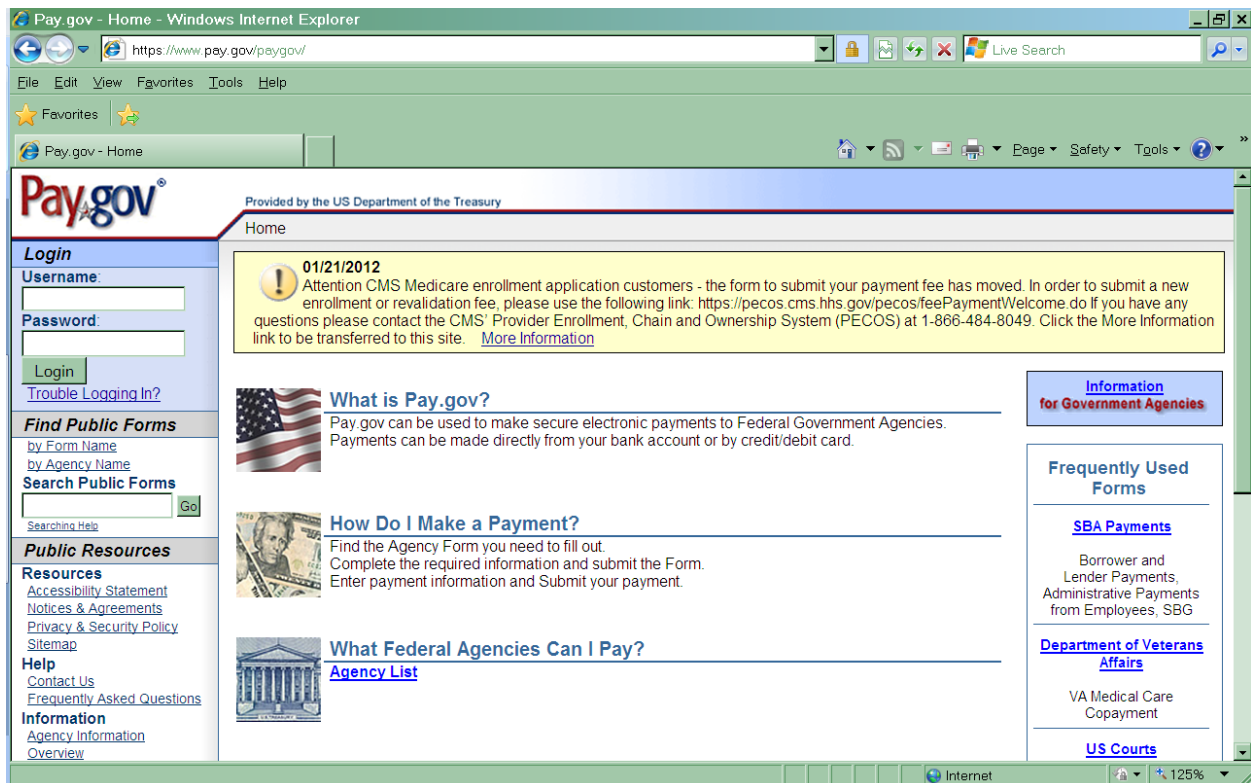 Pay.gov - Home - Windows Internet Explorer
https://www.pay.gov/paygov/
Live Search
File Edit View Favorites Tools Help
Favorites
Pay.gov - Home
Page Safety Tools
»
Pay.gov®
Provided by the US Department of the Treasury
Home
Login
Username:
Password:
Login
Trouble Logging In?
Find Public Forms
by Form Name
by Agency Name
Search Public Forms
Go
Searching Help
Public Resources
Resources
Accessibility Statement
Notices & Agreements
Privacy & Security Policy
Sitemap
Help
Contact Us
Frequently Asked Questions
Information
Agency Information
Overview
01/21/2012
Attention CMS Medicare enrollment application customers - the form to submit your payment fee has moved. In order to submit a new
enrollment or revalidation fee, please use the following link: https://pecos.cms.hhs.gov/pecos/feePaymentWelcome.do If you have any
questions please contact the CMS' Provider Enrollment, Chain and Ownership System (PECOS) at 1-866-484-8049. Click the More Information
link to be transferred to this site. More Information
What is Pay.gov?
Pay.gov can be used to make secure electronic payments to Federal Government Agencies.
Payments can be made directly from your bank account or by credit/debit card.
How Do I Make a Payment?
Find the Agency Form you need to fill out.
Complete the required information and submit the Form.
Enter payment information and Submit your payment.
What Federal Agencies Can I Pay?
Agency List
U.S. TREASURY
Information
for Government Agencies
Frequently Used
Forms
SBA Payments
Borrower and
Lender Payments,
Administrative Payments
from Employees, SBG
Department of Veterans
Affairs
VA Medical Care
Copayment
US Courts
Internet
125%